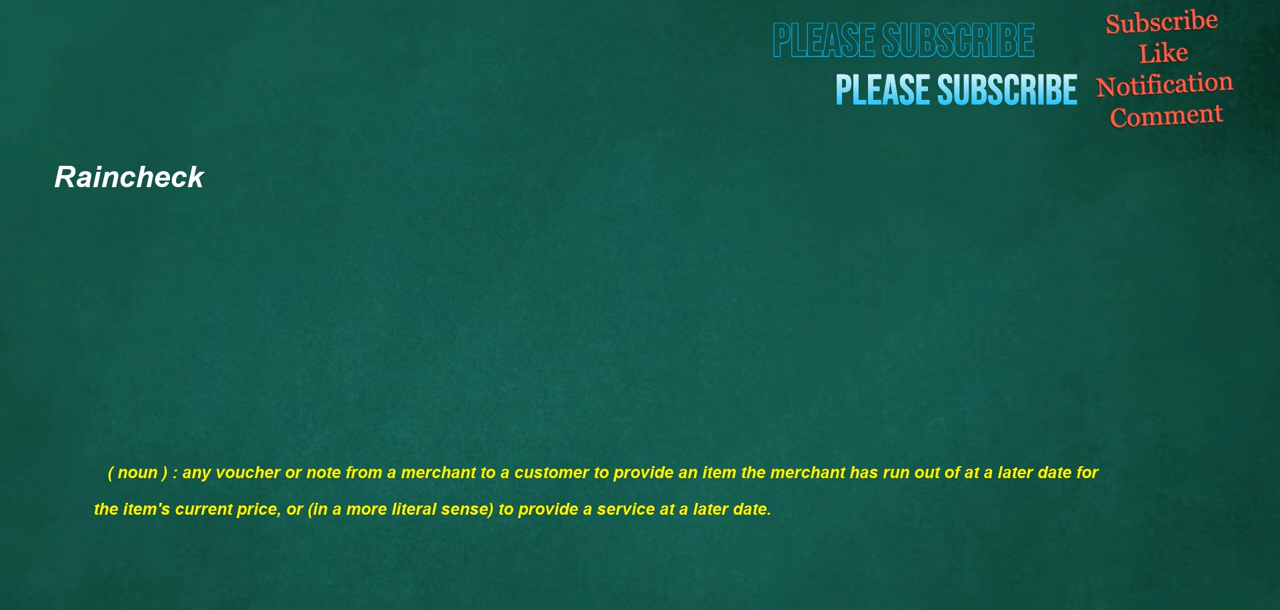 PLEASE SUBSCRIBE
PLEASE SUBSCRIBE
Subscribe
Like
Notification
Comment
Raincheck
( noun ) : any voucher or note from a merchant to a customer to provide an item the merchant has run out of at a later date for
the item's current price, or (in a more literal sense) to provide a service at a later date.